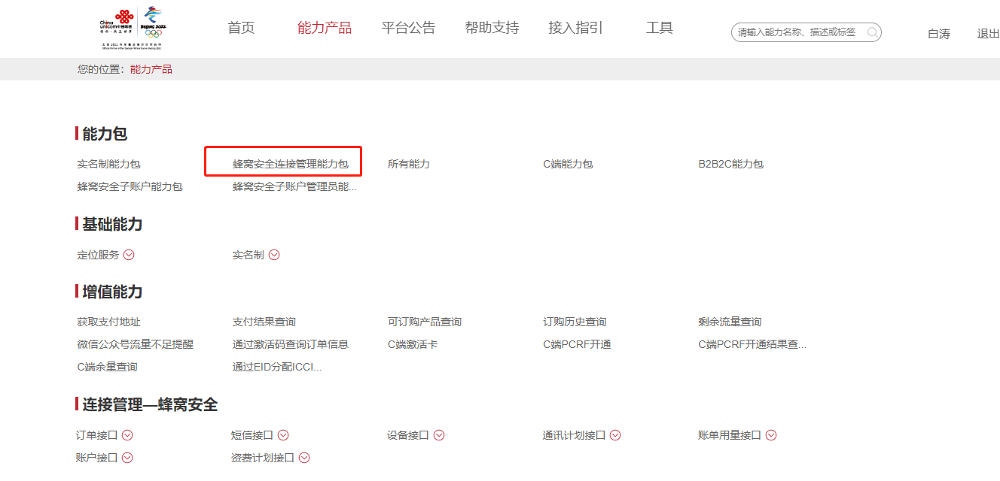 China unicom中国联通
创新·改变世界
BEIJING 2022
首页 能力产品 平台公告 帮助支持 接入指引 工具 请输入能力名称、描述或标签 白涛 退出
您的位置：能力产品
能力包
实名制能力包 蜂窝安全连接管理能力包 所有能力 C端能力包 B2B2C能力包
蜂窝安全子账户能力包 蜂窝安全子账户管理员能...
基础能力
定位服务 实名制
增值能力
获取支付地址 支付结果查询 可订购产品查询 订购历史查询 剩余流量查询
微信公众号流量不足提醒 通过激活码查询订单信息 C端激活卡 C端PCRF开通 C端PCRF开通结果查...
C端余量查询 通过EID分配ICCI...
连接管理—蜂窝安全
订单接口 短信接口 设备接口 通讯计划接口 账单用量接口
账户接口 资费计划接口